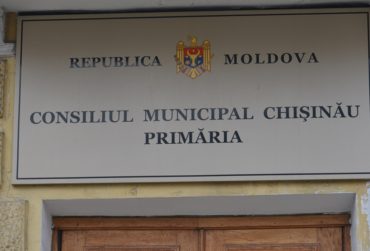 REPUBLICA MOLDOVA
CONSILIUL MUNICIPAL CHIŞINĂU
PRIMĂRIA